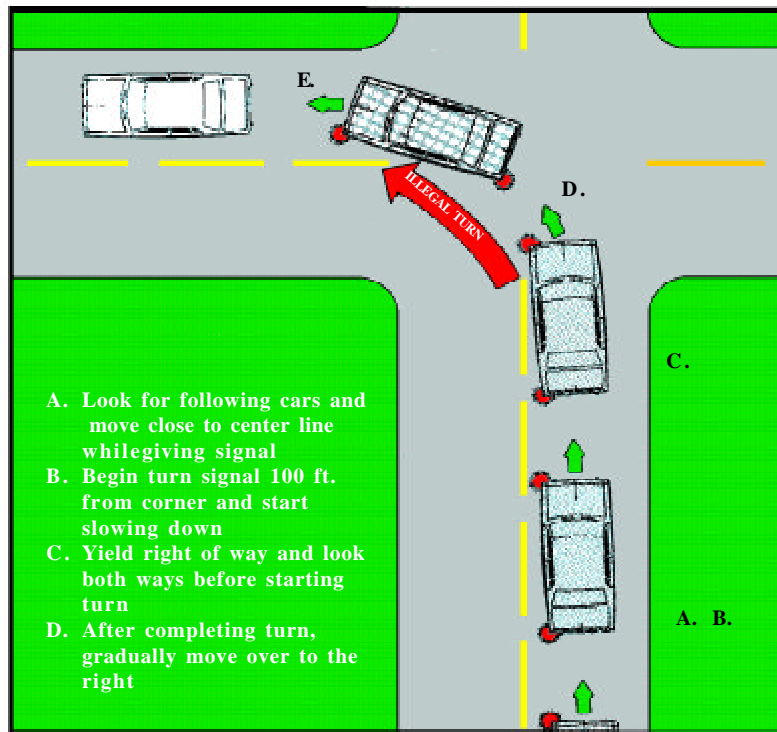 E.
ILLEGAL TURN
D.
C.
A. Look for following cars and
move close to center line
whilegiving signal
B. Begin turn signal 100 ft.
from corner and start
slowing down
C. Yield right of way and look
both ways before starting
turn
D. After completing turn,
gradually move over to the
right
A. B.